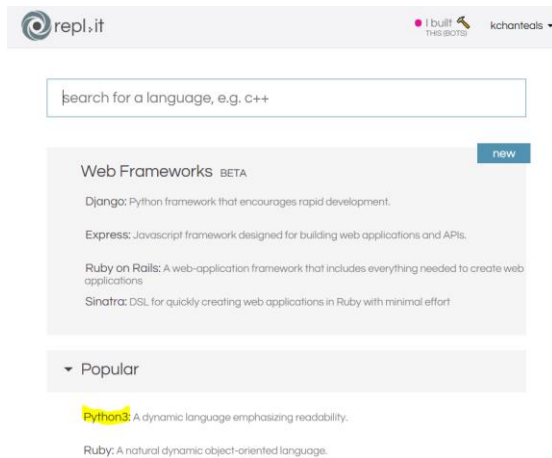 repl.it
I built
THIS (BOTS)
kchanteals
search for a language, e.g. c++
new
Web Frameworks BETA
Django: Python framework that encourages rapid development.
Express: Javascript framework designed for building web applications and APIs.
Ruby on Rails: A web-application framework that includes everything needed to create web
applications
Sinatra: DSL for quickly creating web applications in Ruby with minimal effort
Popular
Python3: A dynamic language emphasizing readability.
Ruby: A natural dynamic object-oriented language.